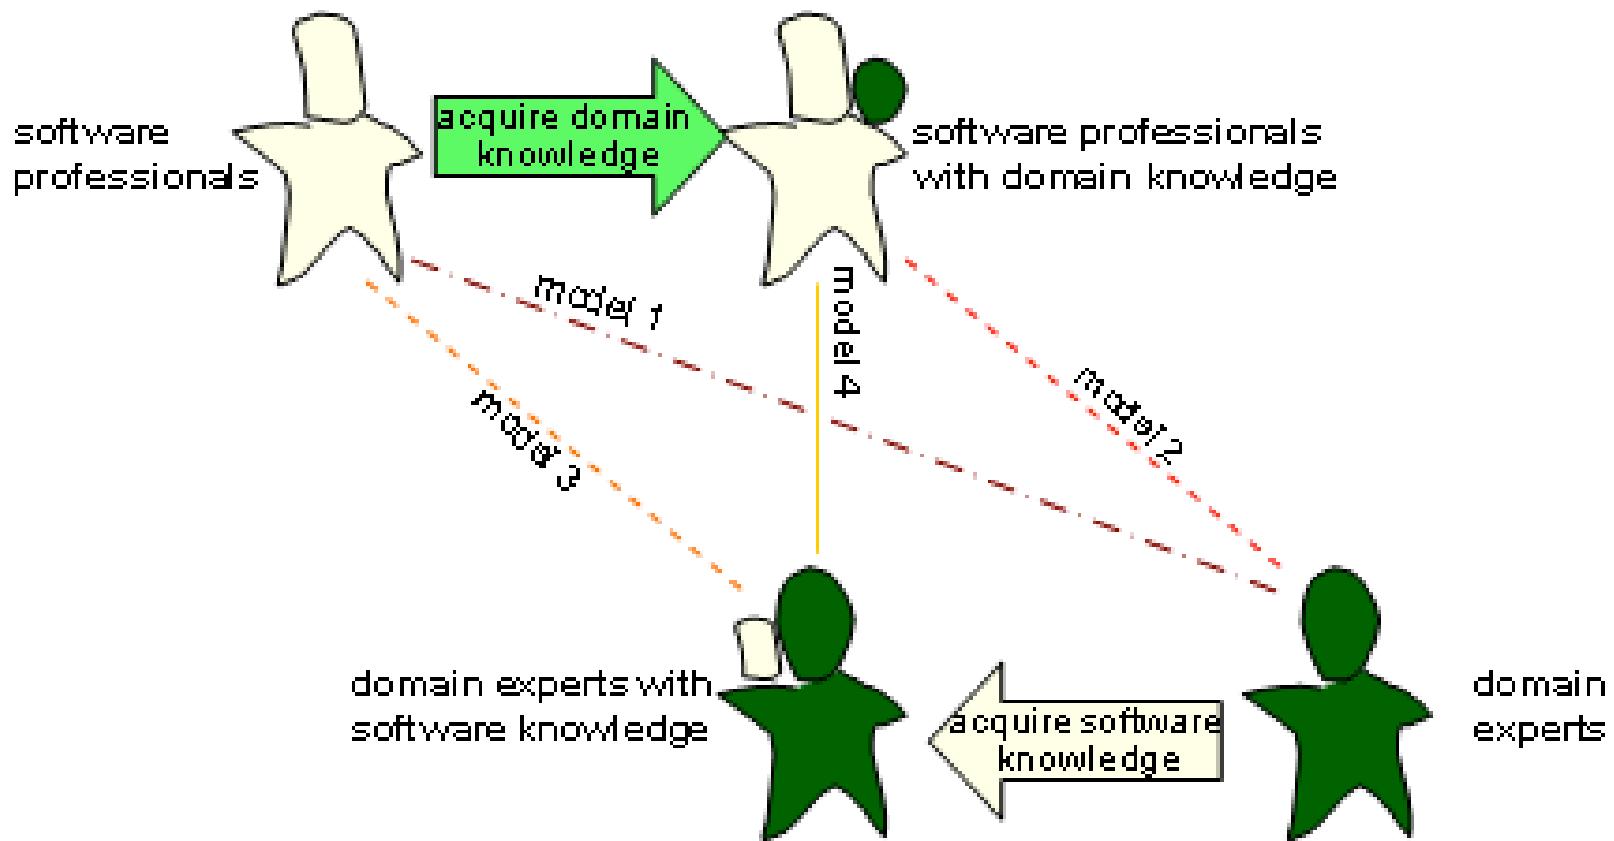 software
professionals
acquire domain
knowledge
software professionals
with domain knowledge
model 1
model 4
model 2
model 3
domain experts with
software knowledge
acquire software
knowledge
domain
experts